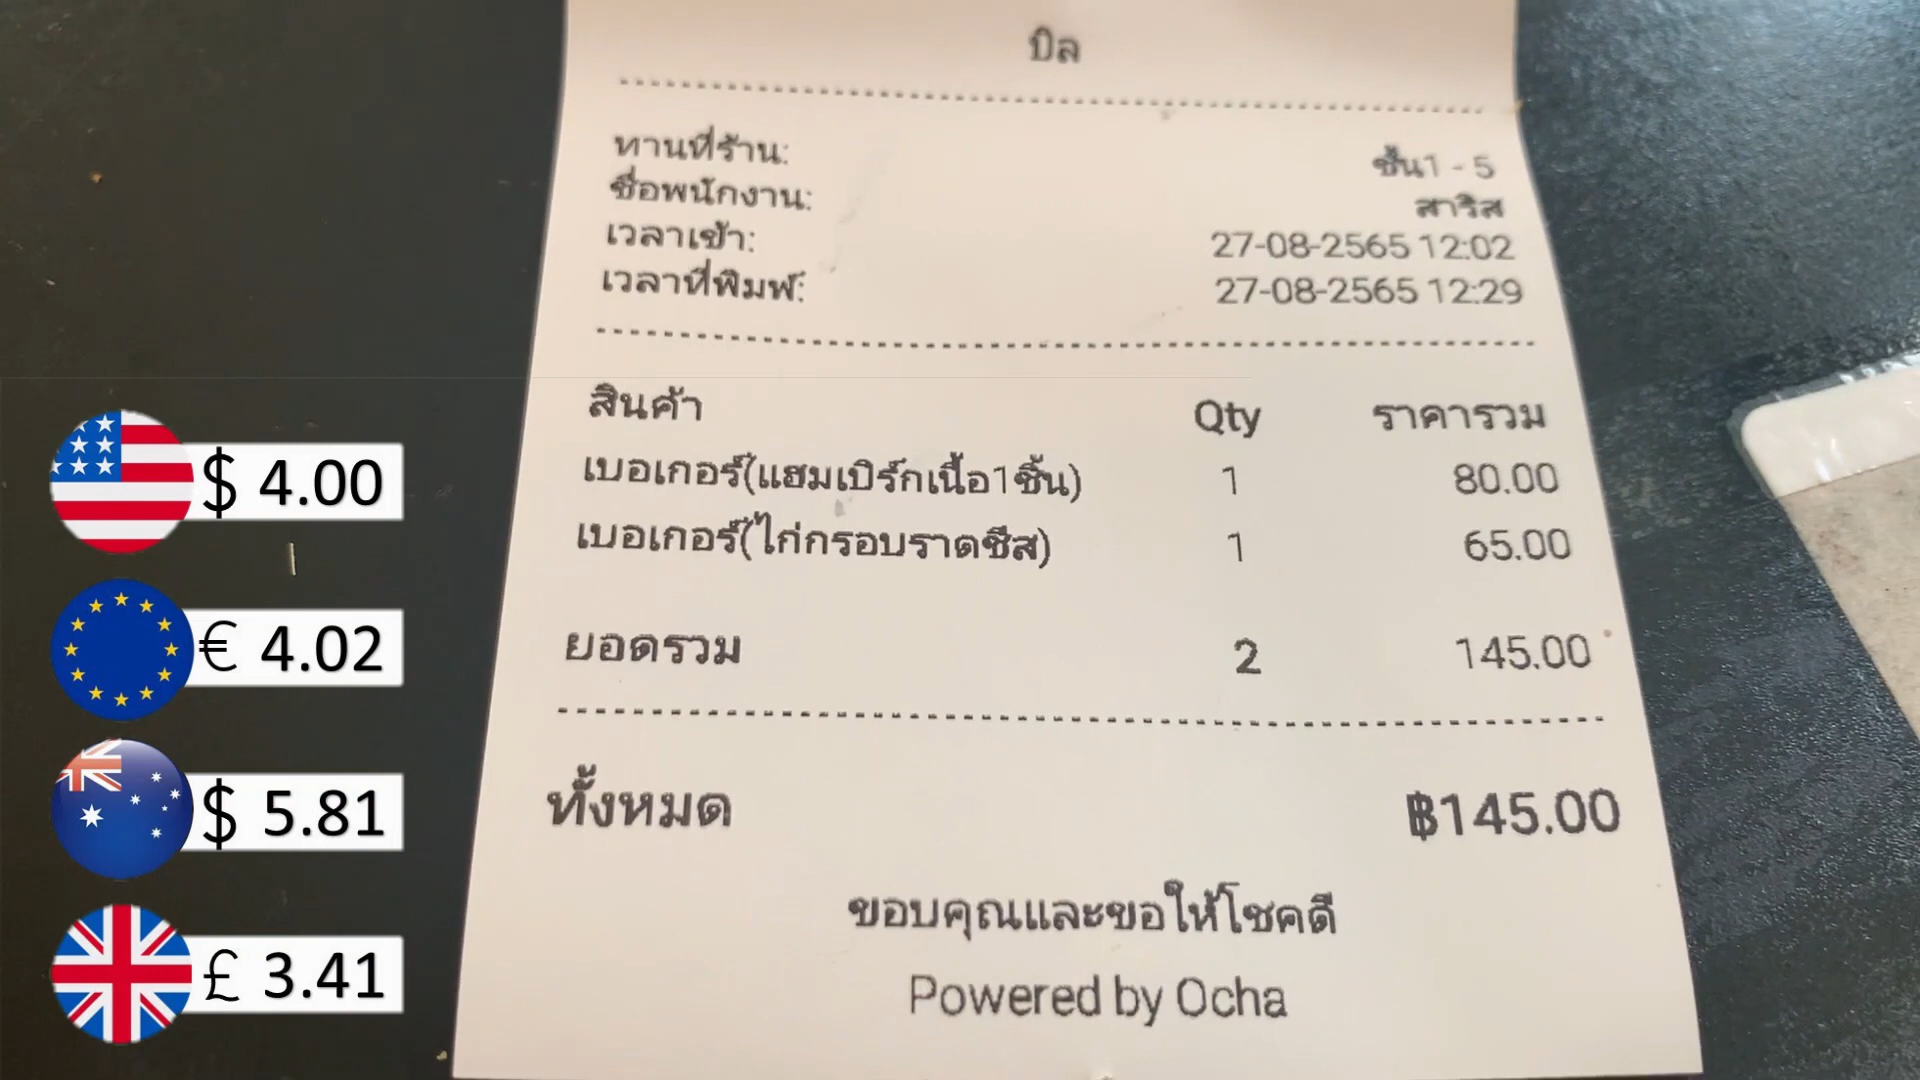 บิล
ทานที่ร้าน: ชั้น1 - 5
ชื่อพนักงาน: สาริส
เวลาเข้า: 27-08-2565 12:02
เวลาที่พิมพ์: 27-08-2565 12:29
สินค้า Qty ราคารวม
เบอเกอร์(แฮมเบิร์กเนื้อ1ชิ้น) 1 80.00
เบอเกอร์(ไก่กรอบราดชีส) 1 65.00
ยอดรวม 2 145.00
ทั้งหมด ฿145.00
ขอบคุณและขอให้โชคดี
Powered by Ocha
$ 4.00
€ 4.02
$ 5.81
£ 3.41